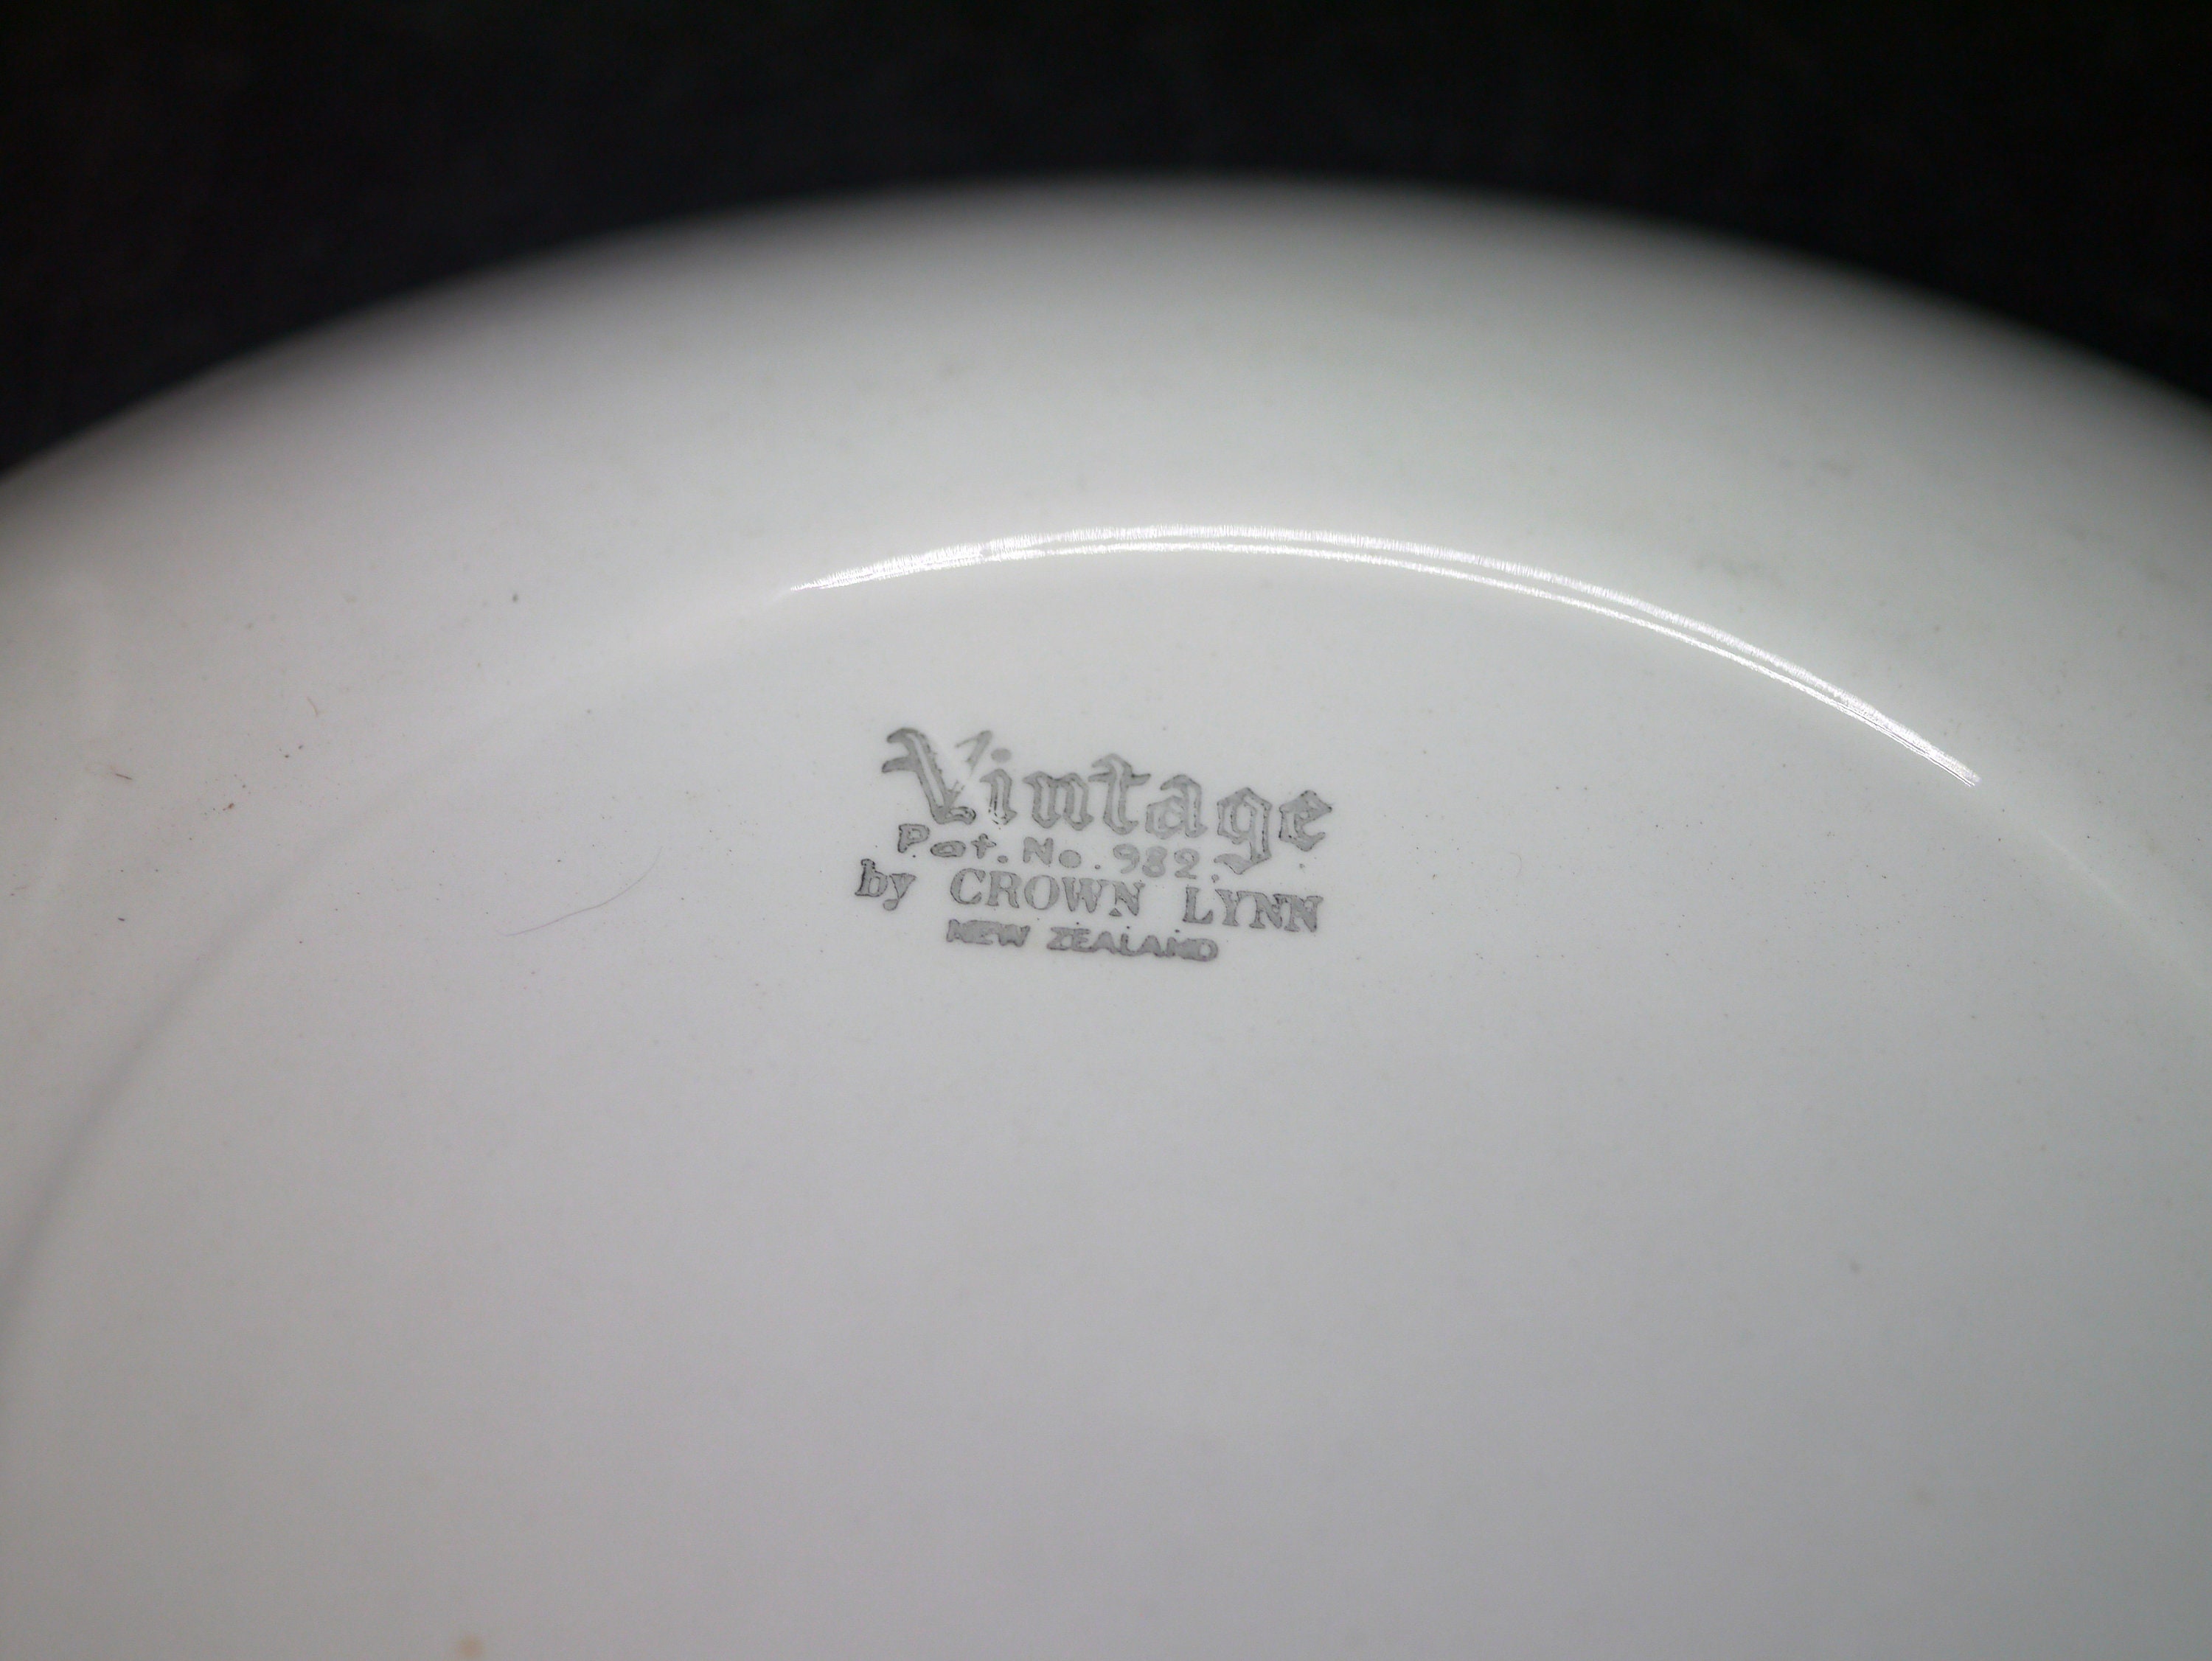 Vintage
Pat. No. 982.
by CROWN LYNN
NEW ZEALAND